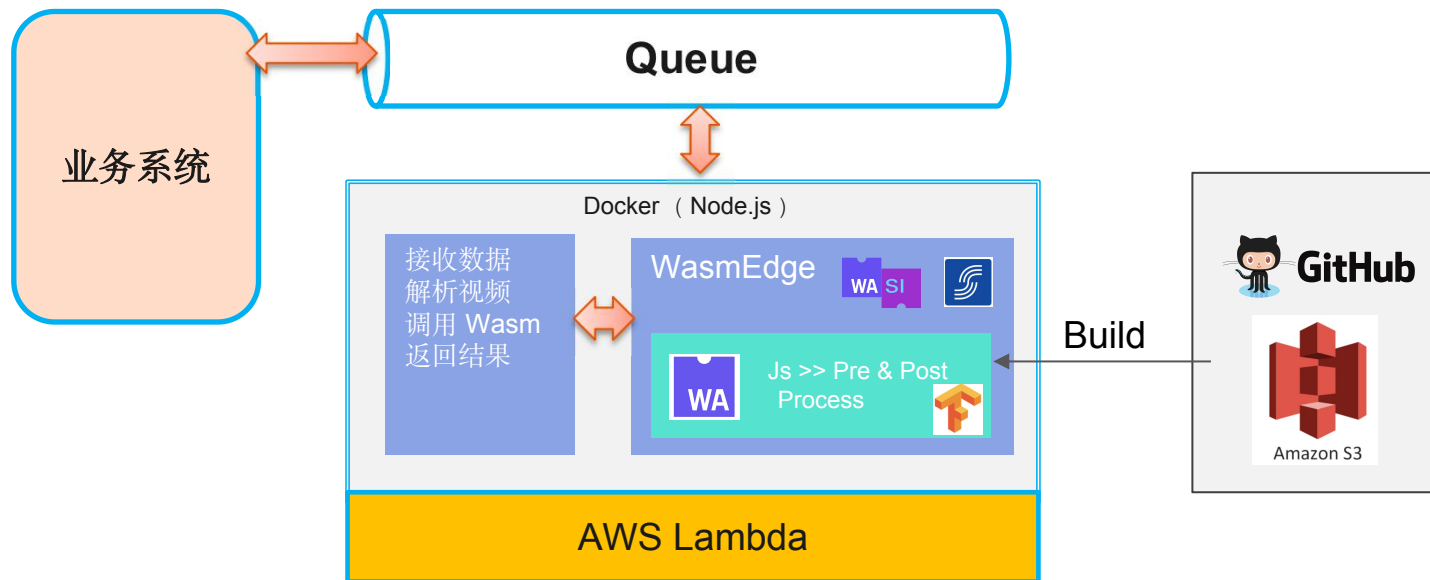 Queue
业务系统
Docker （ Node.js ）
接收数据
解析视频
调用 Wasm
返回结果
WasmEdge
WA SI
WA
Js >> Pre & Post
Process
Build
GitHub
Amazon S3
AWS Lambda